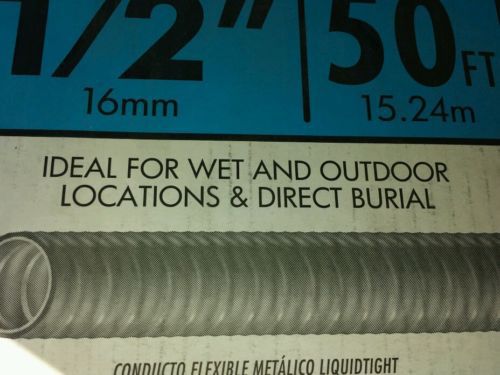 1/2" 50 FT
16mm 15.24m
IDEAL FOR WET AND OUTDOOR
LOCATIONS & DIRECT BURIAL
CONDUCTO FLEXIBLE METÁLICO LIQUIDTIGHT